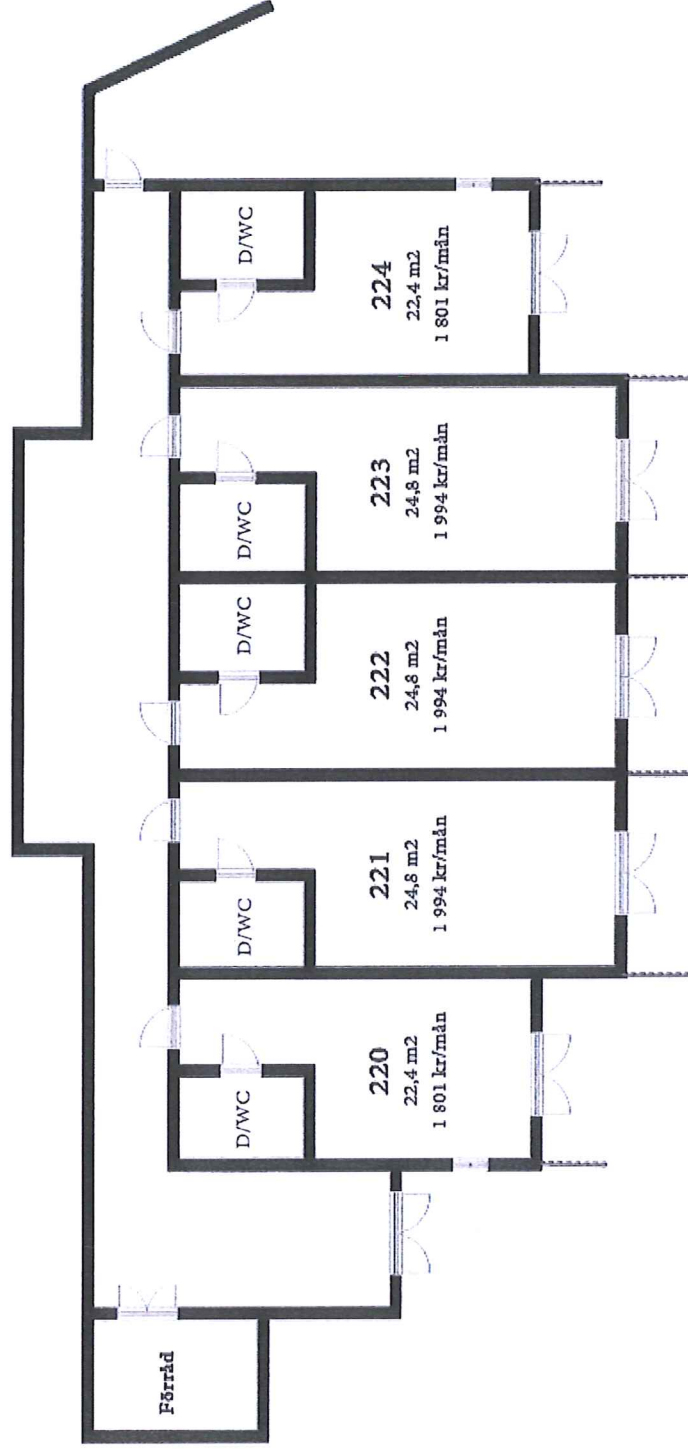 Förråd
D/WC
220
22,4 m2
1 801 kr/mån
D/WC
221
24,8 m2
1 994 kr/mån
D/WC
222
24,8 m2
1 994 kr/mån
D/WC
223
24,8 m2
1 994 kr/mån
D/WC
224
22,4 m2
1 801 kr/mån